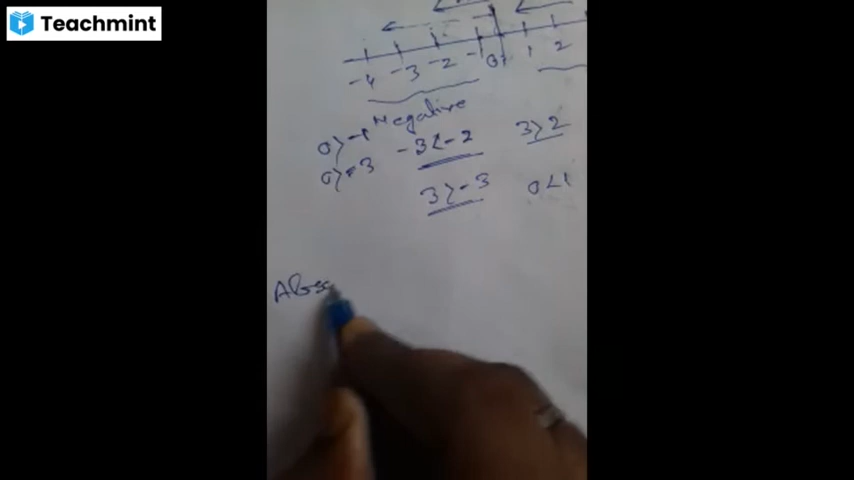 Teachmint
-4 -3 -2 -1 0 1 2
Negative
0>-1 -3<-2 3>2
0>-3 3>-3 0<1
Abso